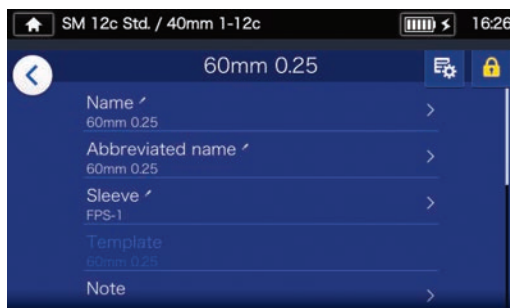 SM 12c Std. / 40mm 1-12c
16:26
60mm 0.25
Name
60mm 0.25
Abbreviated name
60mm 0.25
Sleeve
FPS-1
Template
60mm 0.25
Note